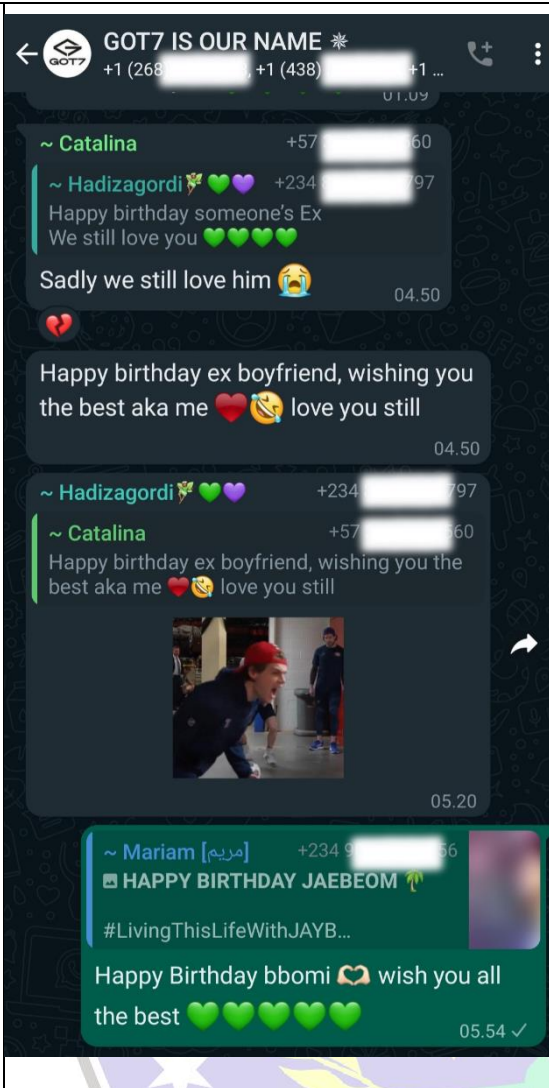 GOT7 IS OUR NAME ✵
GOT7
+1 (268 , +1 (438) +1 ...
01.09
~ Catalina +57 60
~ Hadizagordi🧚💚💜 +234 97
Happy birthday someone's Ex
We still love you 💚💚💚💚
Sadly we still love him 😭
04.50
💔
Happy birthday ex boyfriend, wishing you
the best aka me ❤️🤣 love you still
04.50
~ Hadizagordi🧚💚💜 +234 797
~ Catalina +57 560
Happy birthday ex boyfriend, wishing you the
best aka me ❤️🤣 love you still
05.20
~ Mariam [مريم] +234 9 56
HAPPY BIRTHDAY JAEBEOM 🌴
#LivingThisLifeWithJAYB...
Happy Birthday bbomi 🫶🏻 wish you all
the best 💚💚💚💚💚
05.54 ✓